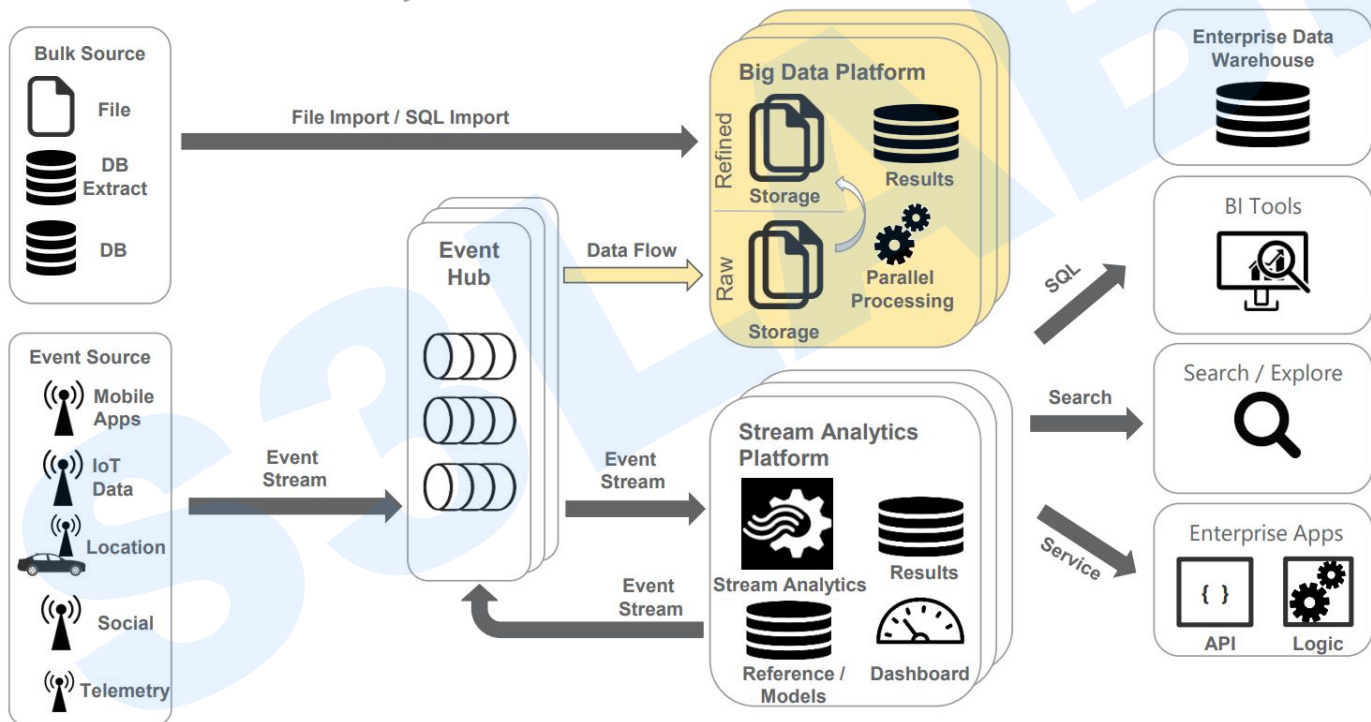 Bulk Source
File
DB
Extract
DB
File Import / SQL Import
Big Data Platform
Refined
Storage
Results
Raw
Storage
Parallel
Processing
Enterprise Data
Warehouse
BI Tools
Event
Hub
Data Flow
SQL
Event Source
Mobile
Apps
IoT
Data
Location
Social
Telemetry
Event
Stream
Event
Stream
Event
Stream
Stream Analytics
Platform
Stream Analytics
Results
Reference /
Models
Dashboard
Search
Search / Explore
Service
Enterprise Apps
{ }
API
Logic
S3LAB